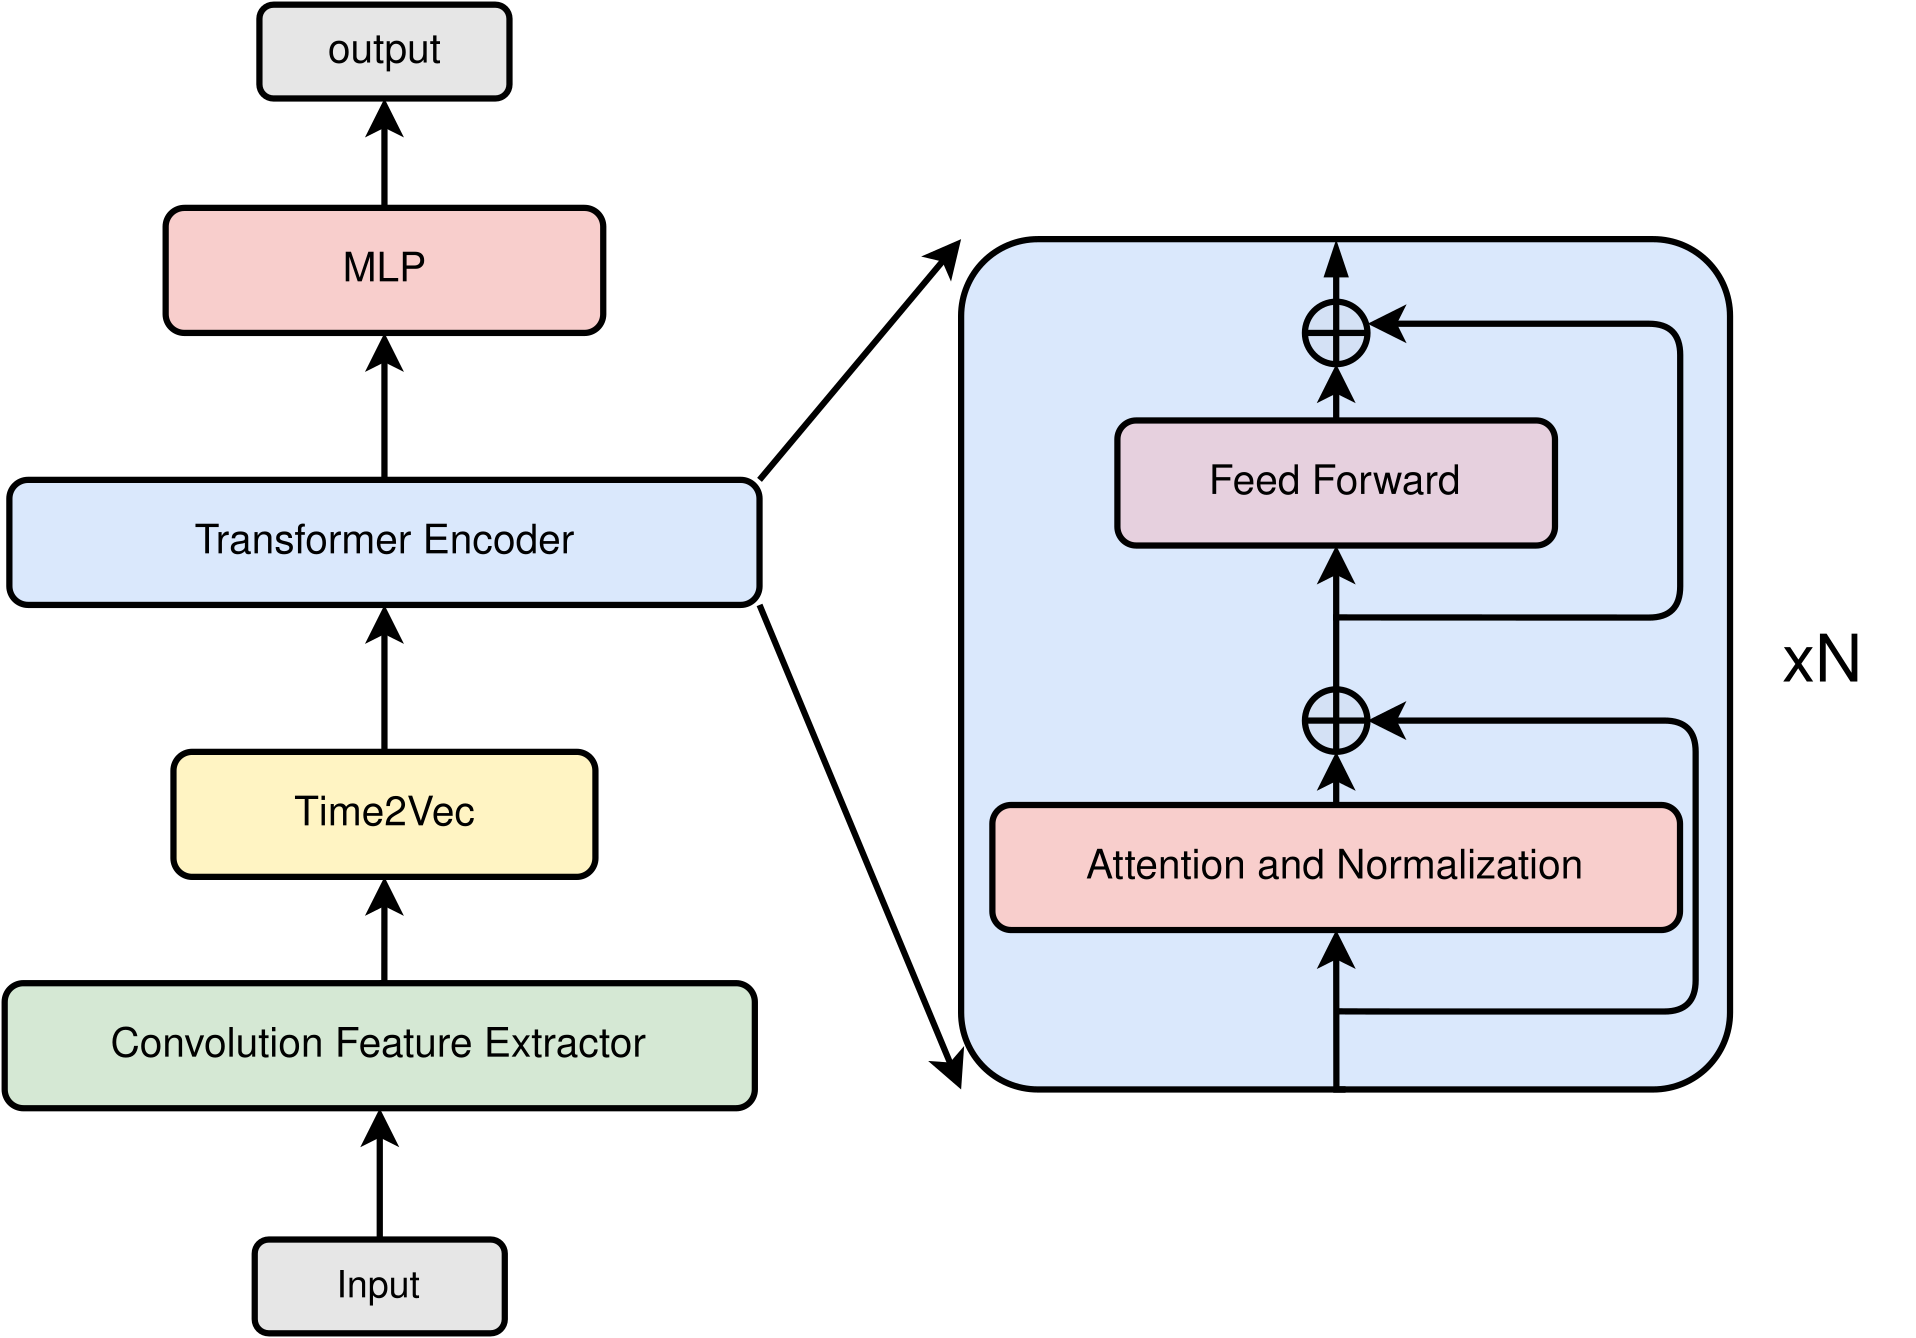 output
MLP
Transformer Encoder
Time2Vec
Convolution Feature Extractor
Input
Feed Forward
Attention and Normalization
xN